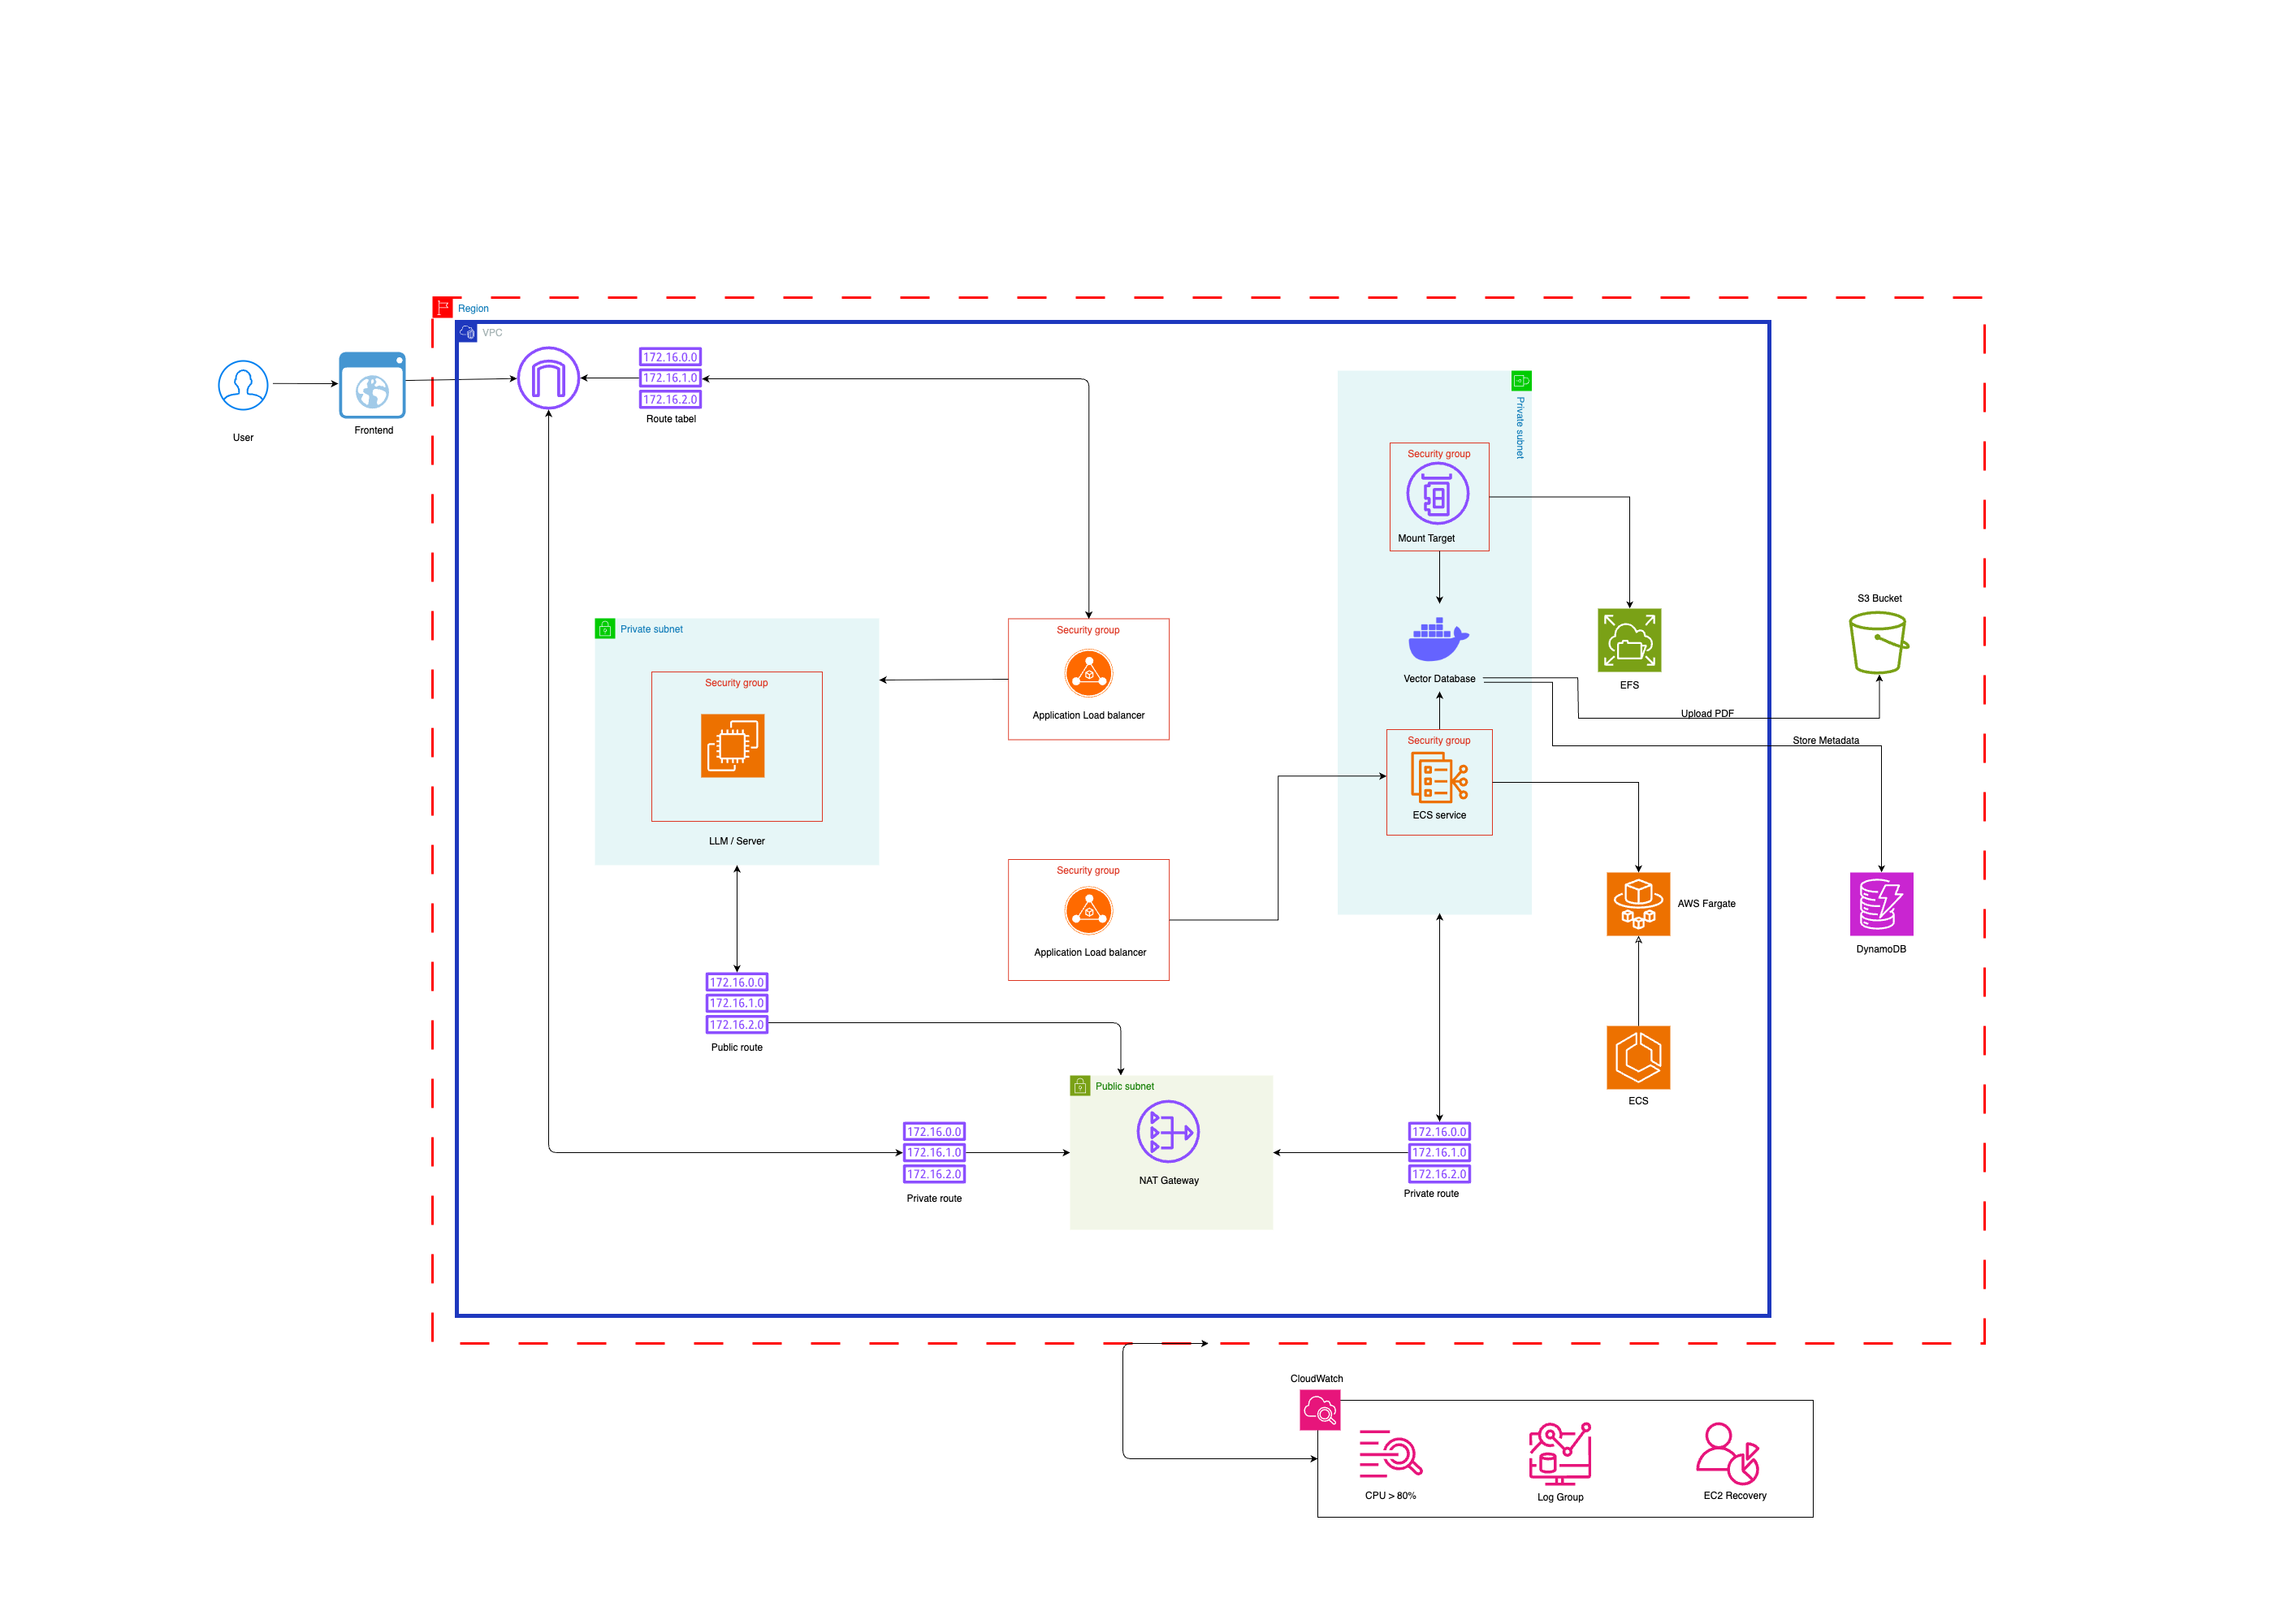 Region
VPC
User
Frontend
172.16.0.0
172.16.1.0
172.16.2.0
Route tabel
Private subnet
Security group
Mount Target
Vector Database
EFS
S3 Bucket
Upload PDF
Store Metadata
Private subnet
Security group
LLM / Server
Security group
Application Load balancer
Security group
ECS service
Security group
Application Load balancer
AWS Fargate
DynamoDB
ECS
172.16.0.0
172.16.1.0
172.16.2.0
Public route
Public subnet
NAT Gateway
172.16.0.0
172.16.1.0
172.16.2.0
Private route
172.16.0.0
172.16.1.0
172.16.2.0
Private route
CloudWatch
CPU > 80%
Log Group
EC2 Recovery